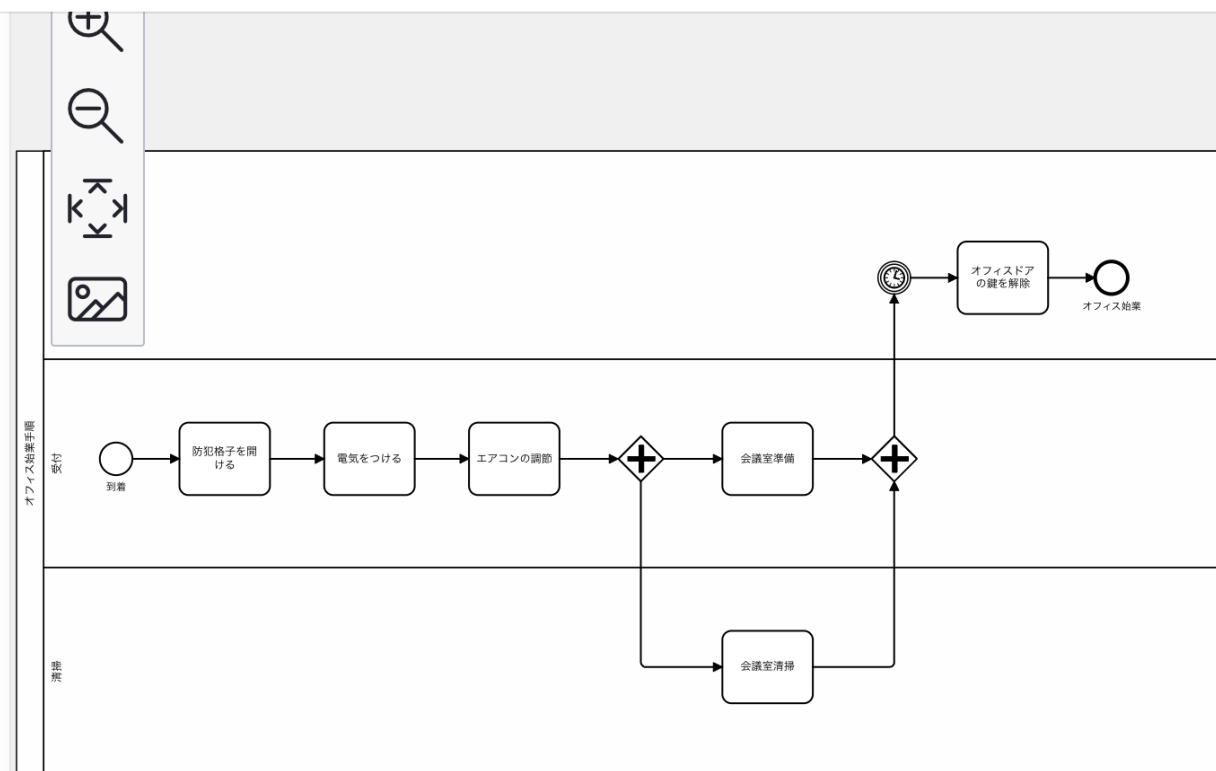 オフィスドア
の鍵を解除
オフィス始業
オフィス始業手順
受付
防犯格子を開
ける
電気をつける
エアコンの調節
会議室準備
到着
清掃
会議室清掃